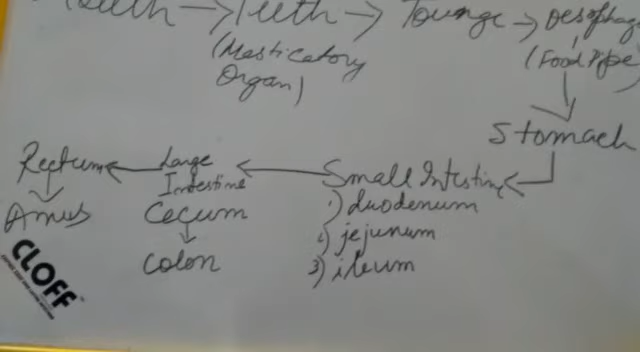 Teeth → Tounge → Oesophag
(Masticatory
Organ)
(Food Pipe)
Stomach
Rectum ← Large
Intestine ← Small Intestine
Anus
Cecum
Colon
1) duodenum
2) jejunum
3) ileum
CLOFF